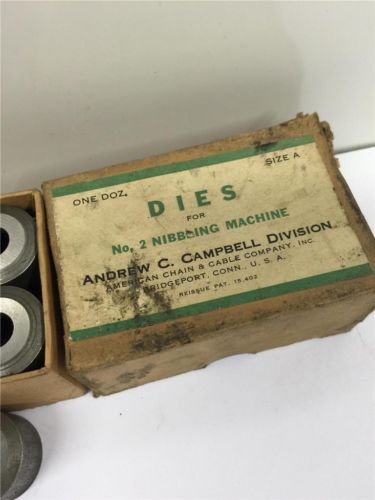 ONE DOZ. SIZE A
DIES
FOR
No. 2 NIBBLING MACHINE
ANDREW C. CAMPBELL DIVISION
AMERICAN CHAIN & CABLE COMPANY, INC.
BRIDGEPORT, CONN., U. S. A.
REISSUE PAT. 15,402